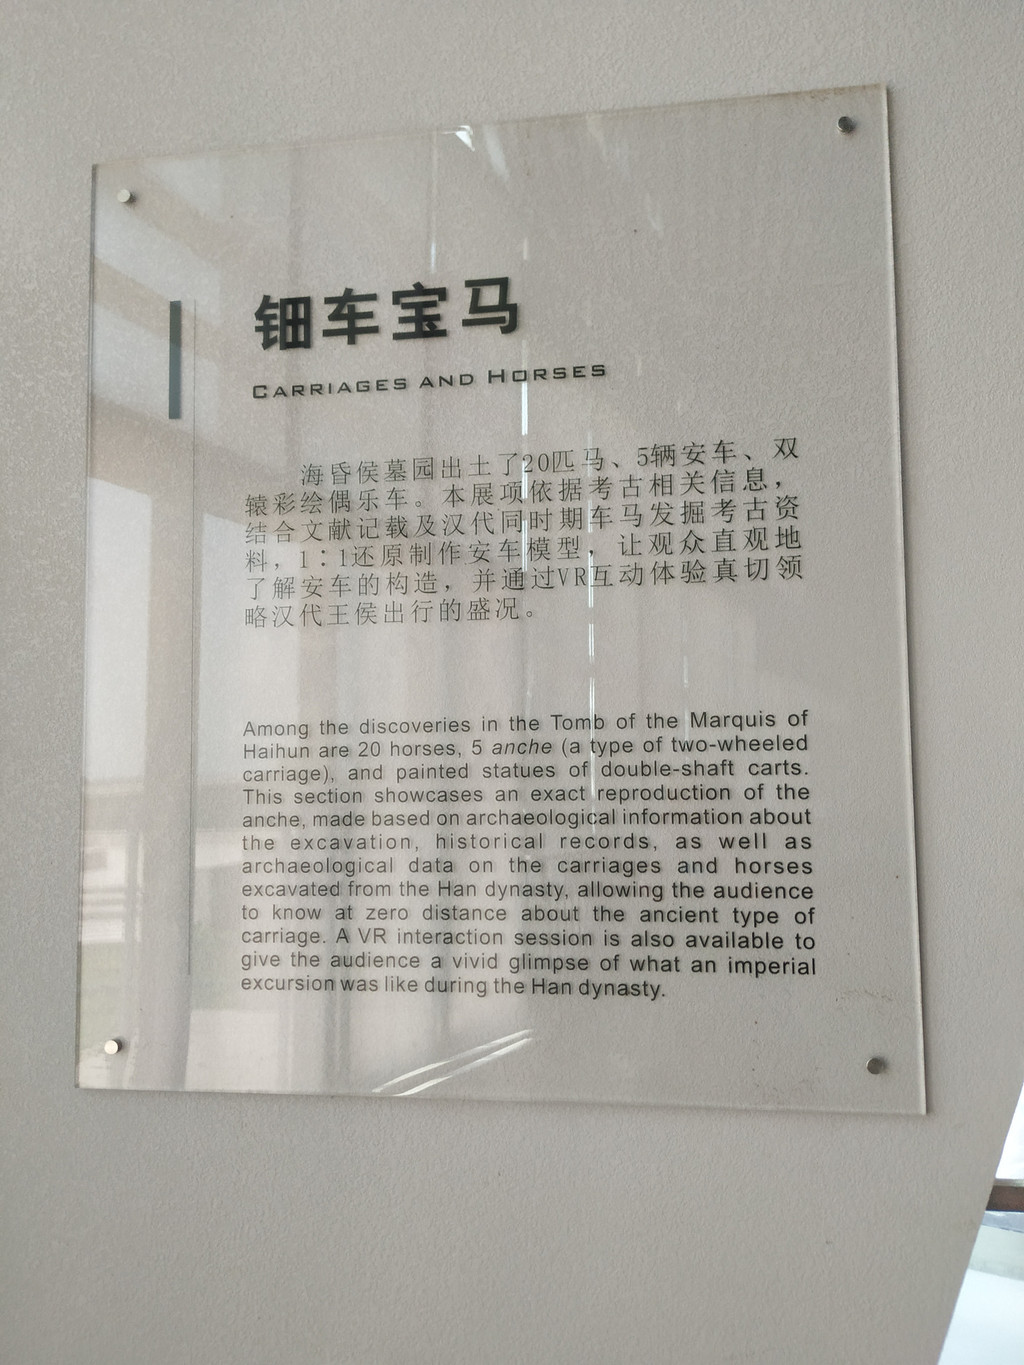 钿车宝马
CARRIAGES AND HORSES
海昏侯墓园出土了20匹马、5辆安车、双
辕彩绘偶乐车。本展项依据考古相关信息，
结合文献记载及汉代同时期车马发掘考古资
料，1：1还原制作安车模型，让观众直观地
了解安车的构造，并通过VR互动体验真切领
略汉代王侯出行的盛况。
Among the discoveries in the Tomb of the Marquis of
Haihun are 20 horses, 5 anche (a type of two-wheeled
carriage), and painted statues of double-shaft carts.
This section showcases an exact reproduction of the
anche, made based on archaeological information about
the excavation, historical records, as well as
archaeological data on the carriages and horses
excavated from the Han dynasty, allowing the audience
to know at zero distance about the ancient type of
carriage. A VR interaction session is also available to
give the audience a vivid glimpse of what an imperial
excursion was like during the Han dynasty.